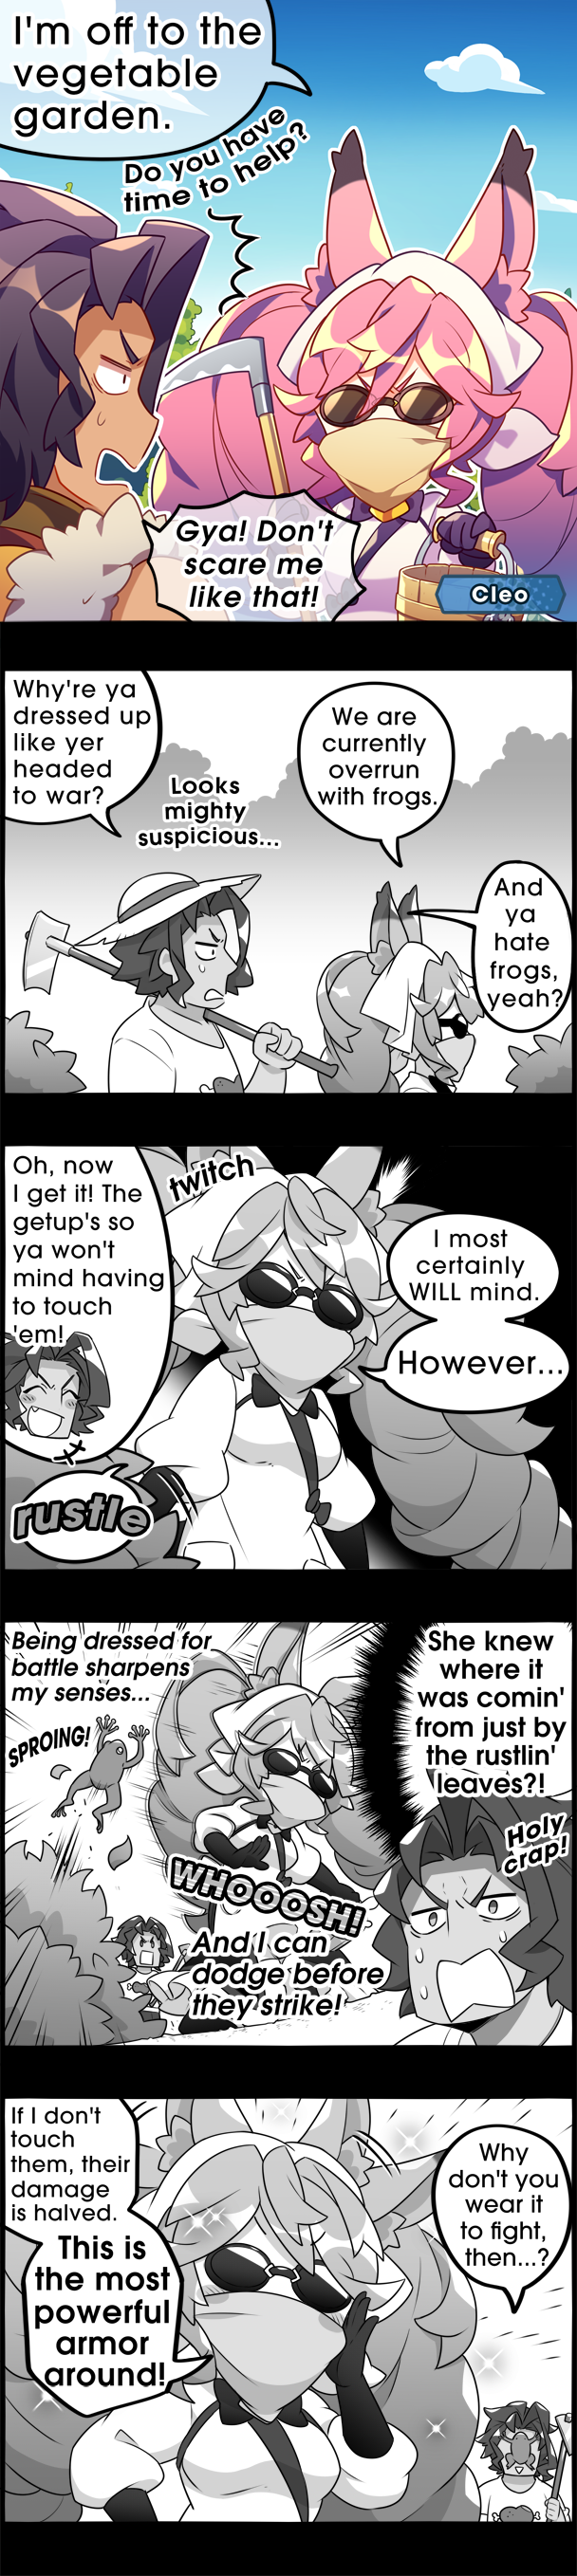 I'm off to the
vegetable
garden.
Do you have
time to help?
Gya! Don't
scare me
like that!
Cleo
Why're ya
dressed up
like yer
headed
to war?
Looks
mighty
suspicious...
We are
currently
overrun
with frogs.
And
ya
hate
frogs,
yeah?
Oh, now
I get it! The
getup's so
ya won't
mind having
to touch
'em!
twitch
I most
certainly
WILL mind.
However...
rustle
Being dressed for
battle sharpens
my senses...
SPROING!
She knew
where it
was comin'
from just by
the rustlin'
leaves?!
Holy
crap!
WHOOOSH!
And I can
dodge before
they strike!
If I don't
touch
them, their
damage
is halved.
This is
the most
powerful
armor
around!
Why
don't you
wear it
to fight,
then...?